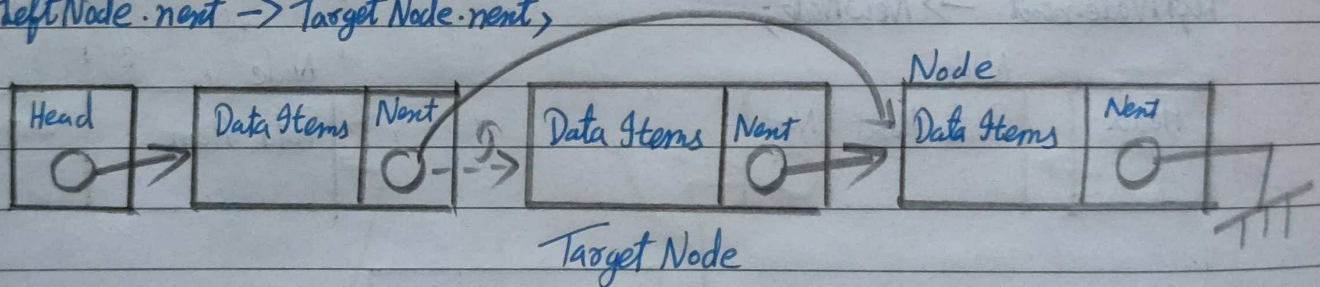 LeftNode.next -> TargetNode.next;
Node
Head
Data Items
Next
Data Items
Next
Data Items
Next
Target Node